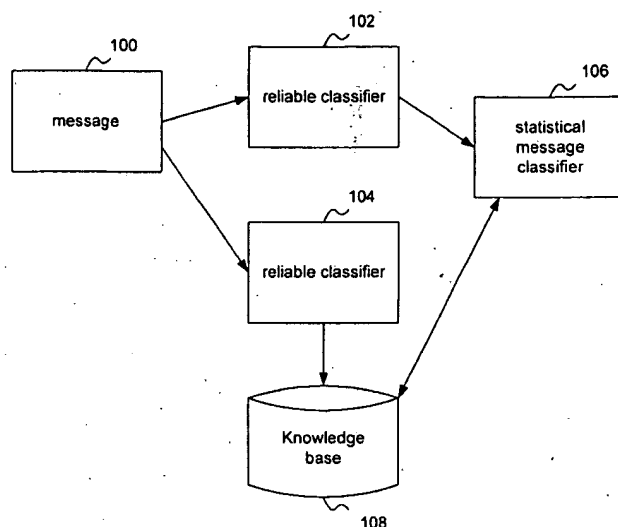 100
message
102
reliable classifier
106
statistical
message
classifier
104
reliable classifier
Knowledge
base
108